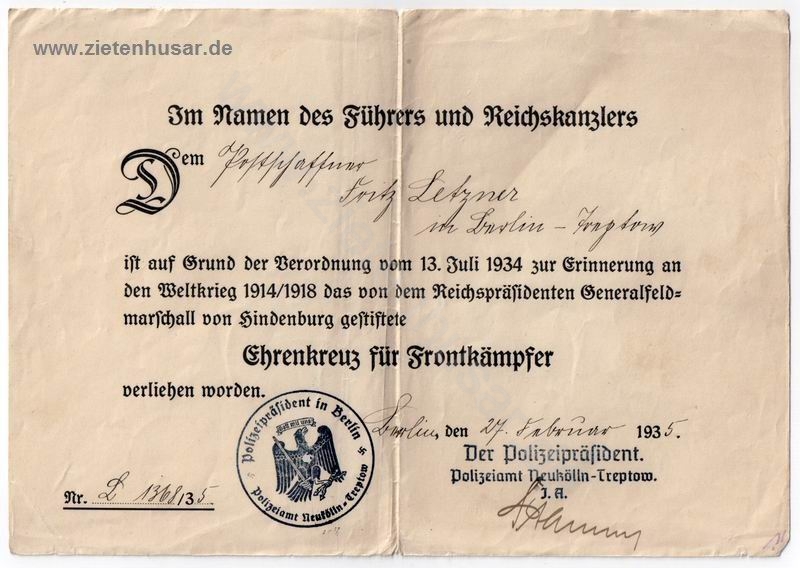 www.zietenhusar.de
Im Namen des Führers und Reichskanzlers
Dem Postschaffner
Fritz Letzner
in Berlin - Treptow
ist auf Grund der Verordnung vom 13. Juli 1934 zur Erinnerung an
den Weltkrieg 1914/1918 das von dem Reichspräsidenten Generalfeld=
marschall von Hindenburg gestiftete
Ehrenkreuz für Frontkämpfer
verliehen worden.
Berlin, den 27. Februar 1935.
Der Polizeipräsident.
Polizeiamt Neukölln-Treptow.
I. A.
Polizeipräsident in Berlin
Gott mit uns
Polizeiamt Neukölln-Treptow
Nr. L 1368/35